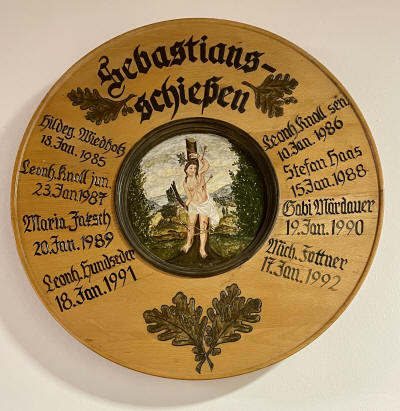 Sebastians-
schießen
Hildeg. Wiedholz
18. Jan. 1985
Leonh. Knoll jun.
23. Jan 1987
Maria Jaksch
20. Jan. 1989
Leonh. Hundseder
18. Jan. 1991
Leonh. Knoll sen.
10. Jan. 1986
Stefan Haas
15. Jan. 1988
Gabi Märdauer
19. Jan. 1990
Mich. Fottner
17. Jan. 1992